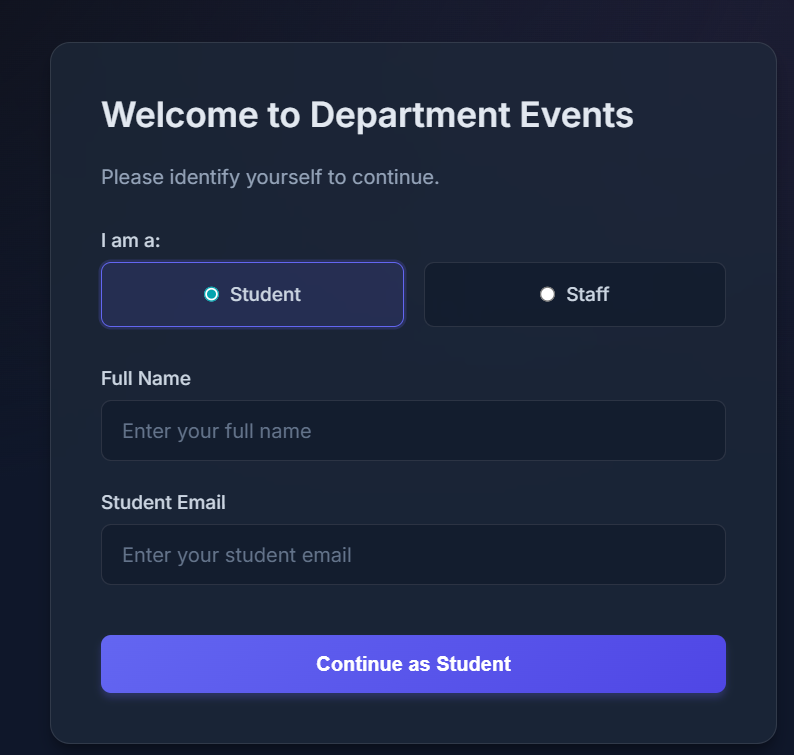 Welcome to Department Events
Please identify yourself to continue.
I am a:
Student
Staff
Full Name
Enter your full name
Student Email
Enter your student email
Continue as Student